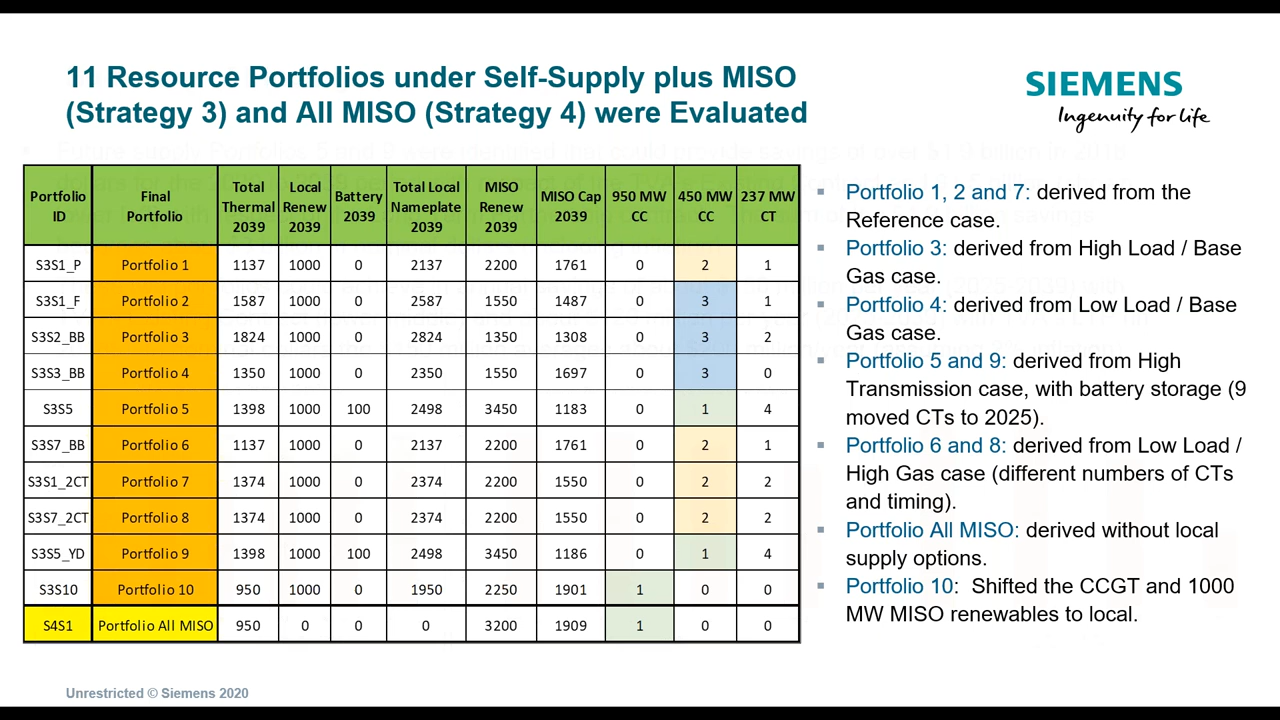 11 Resource Portfolios under Self-Supply plus MISO
(Strategy 3) and All MISO (Strategy 4) were Evaluated
SIEMENS
Ingenuity for life
Portfolio ID Final Portfolio Total Thermal 2039 Local Renew 2039 Battery 2039 Total Local Nameplate 2039 MISO Renew 2039 MISO Cap 2039 950 MW CC 450 MW CC 237 MW CT
S3S1_P Portfolio 1 1137 1000 0 2137 2200 1761 0 2 1
S3S1_F Portfolio 2 1587 1000 0 2587 1550 1487 0 3 1
S3S2_BB Portfolio 3 1824 1000 0 2824 1350 1308 0 3 2
S3S3_BB Portfolio 4 1350 1000 0 2350 1550 1697 0 3 0
S3S5 Portfolio 5 1398 1000 100 2498 3450 1183 0 1 4
S3S7_BB Portfolio 6 1137 1000 0 2137 2200 1761 0 2 1
S3S1_2CT Portfolio 7 1374 1000 0 2374 2200 1550 0 2 2
S3S7_2CT Portfolio 8 1374 1000 0 2374 2200 1550 0 2 2
S3S5_YD Portfolio 9 1398 1000 100 2498 3450 1186 0 1 4
S3S10 Portfolio 10 950 1000 0 1950 2250 1901 1 0 0
S4S1 Portfolio All MISO 950 0 0 0 3200 1909 1 0 0
▪ Portfolio 1, 2 and 7: derived from the
Reference case.
▪ Portfolio 3: derived from High Load / Base
Gas case.
▪ Portfolio 4: derived from Low Load / Base
Gas case.
▪ Portfolio 5 and 9: derived from High
Transmission case, with battery storage (9
moved CTs to 2025).
▪ Portfolio 6 and 8: derived from Low Load /
High Gas case (different numbers of CTs
and timing).
▪ Portfolio All MISO: derived without local
supply options.
▪ Portfolio 10: Shifted the CCGT and 1000
MW MISO renewables to local.
Unrestricted © Siemens 2020